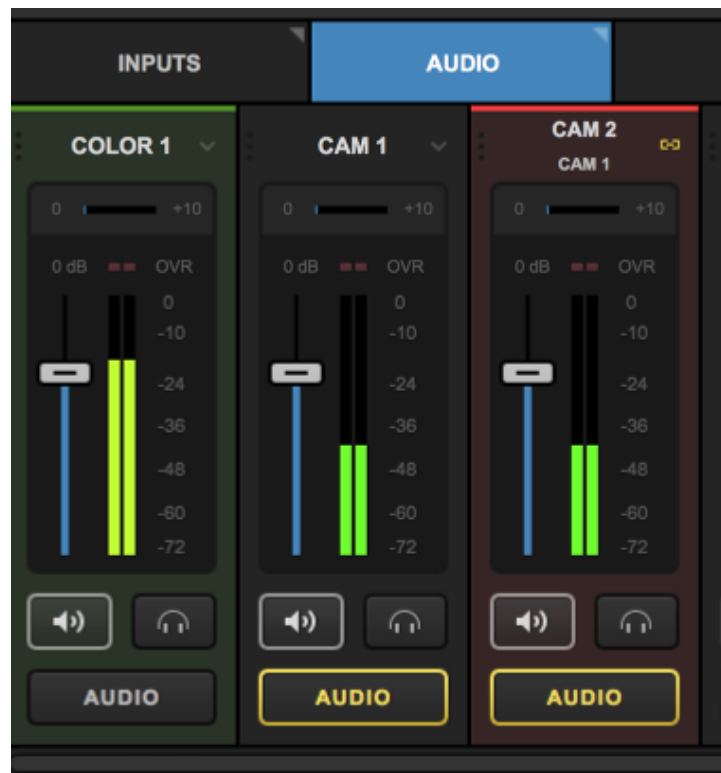 INPUTS AUDIO
COLOR 1 CAM 1 CAM 2
CAM 1
0 +10 0 +10 0 +10
0 dB OVR 0 dB OVR 0 dB OVR
0 0 0
-10 -10 -10
-24 -24 -24
-36 -36 -36
-48 -48 -48
-60 -60 -60
-72 -72 -72
AUDIO AUDIO AUDIO